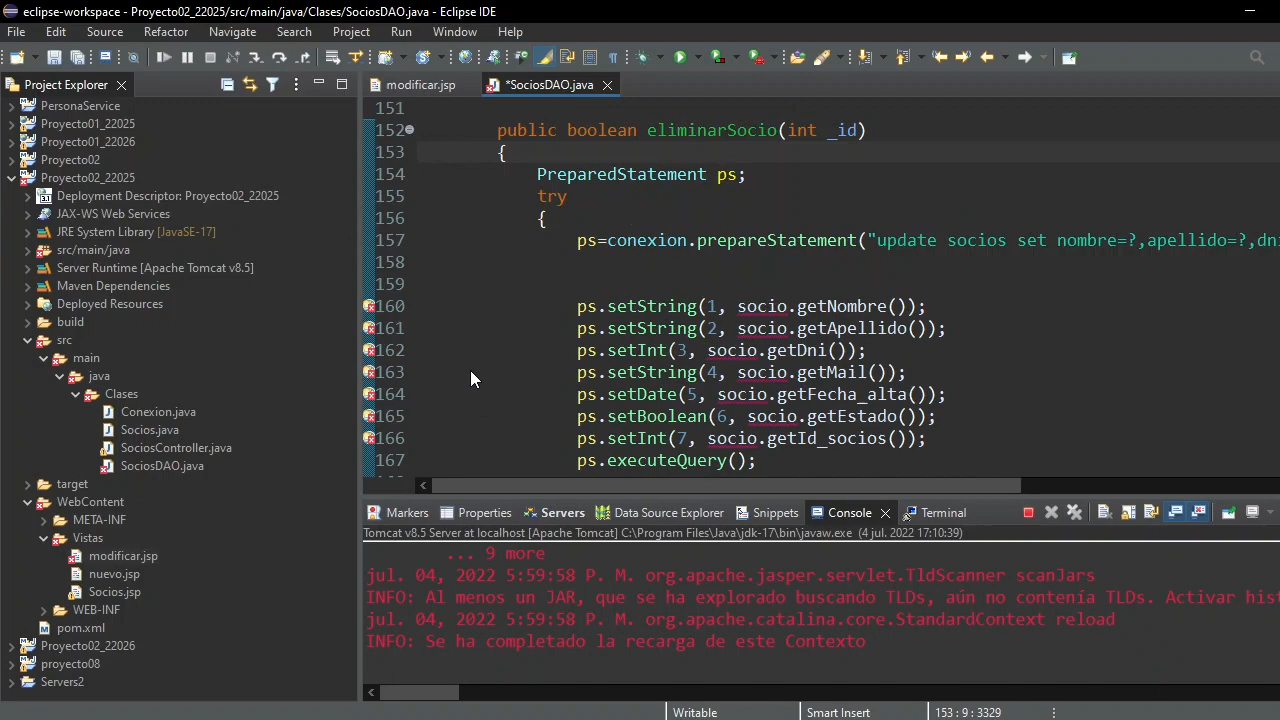 eclipse-workspace - Proyecto02_22025/src/main/java/Clases/SociosDAO.java - Eclipse IDE
File Edit Source Refactor Navigate Search Project Run Window Help
Project Explorer
modificar.jsp
*SociosDAO.java
PersonaService
Proyecto01_22025
Proyecto01_22026
Proyecto02
Proyecto02_22025
Deployment Descriptor: Proyecto02_22025
JAX-WS Web Services
JRE System Library [JavaSE-17]
src/main/java
Server Runtime [Apache Tomcat v8.5]
Maven Dependencies
Deployed Resources
build
src
main
java
Clases
Conexion.java
Socios.java
SociosController.java
SociosDAO.java
target
WebContent
META-INF
Vistas
modificar.jsp
nuevo.jsp
Socios.jsp
WEB-INF
pom.xml
Proyecto02_22026
proyecto08
Servers2
151
152 public boolean eliminarSocio(int _id)
153 {
154 PreparedStatement ps;
155 try
156 {
157 ps=conexion.prepareStatement("update socios set nombre=?,apellido=?,dni
158
159
160 ps.setString(1, socio.getNombre());
161 ps.setString(2, socio.getApellido());
162 ps.setInt(3, socio.getDni());
163 ps.setString(4, socio.getMail());
164 ps.setDate(5, socio.getFecha_alta());
165 ps.setBoolean(6, socio.getEstado());
166 ps.setInt(7, socio.getId_socios());
167 ps.executeQuery();
Markers Properties Servers Data Source Explorer Snippets Console Terminal
Tomcat v8.5 Server at localhost [Apache Tomcat] C:\Program Files\Java\jdk-17\bin\javaw.exe (4 jul. 2022 17:10:39)
... 9 more
jul. 04, 2022 5:59:58 P. M. org.apache.jasper.servlet.TldScanner scanJars
INFO: Al menos un JAR, que se ha explorado buscando TLDs, aún no contenía TLDs. Activar hist
jul. 04, 2022 5:59:58 P. M. org.apache.catalina.core.StandardContext reload
INFO: Se ha completado la recarga de este Contexto
Writable Smart Insert 153 : 9 : 3329